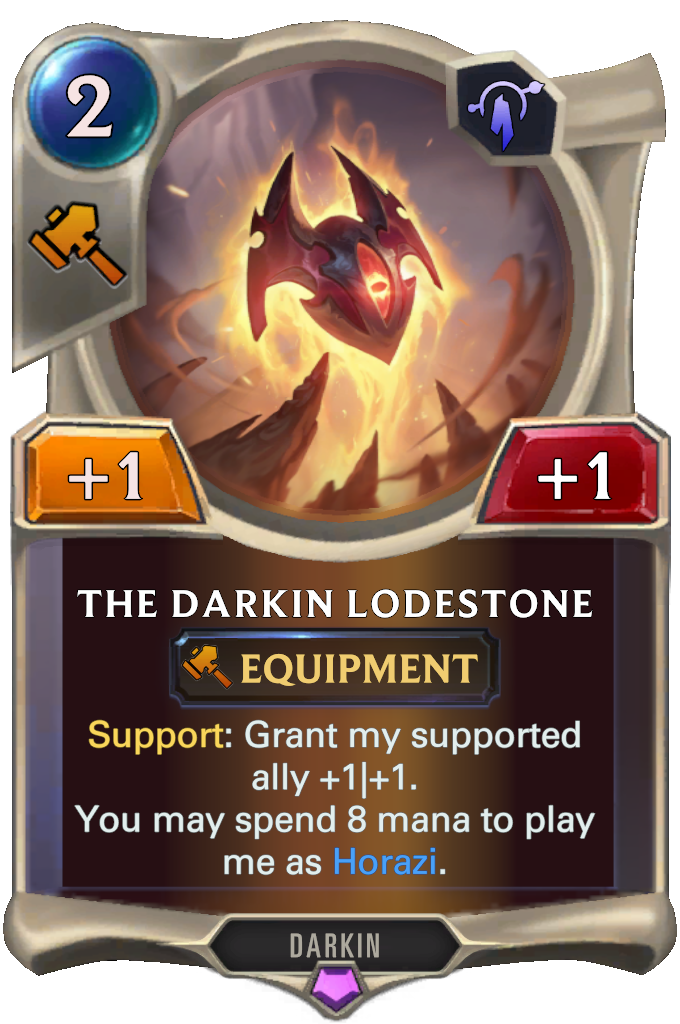 2
+1
+1
THE DARKIN LODESTONE
EQUIPMENT
Support: Grant my supported
ally +1|+1.
You may spend 8 mana to play
me as Horazi.
DARKIN